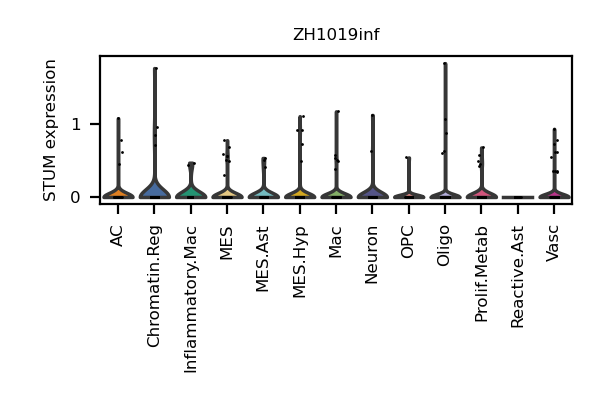 ZH1019inf
STUM expression
1
0
AC
Chromatin.Reg
Inflammatory.Mac
MES
MES.Ast
MES.Hyp
Mac
Neuron
OPC
Oligo
Prolif.Metab
Reactive.Ast
Vasc